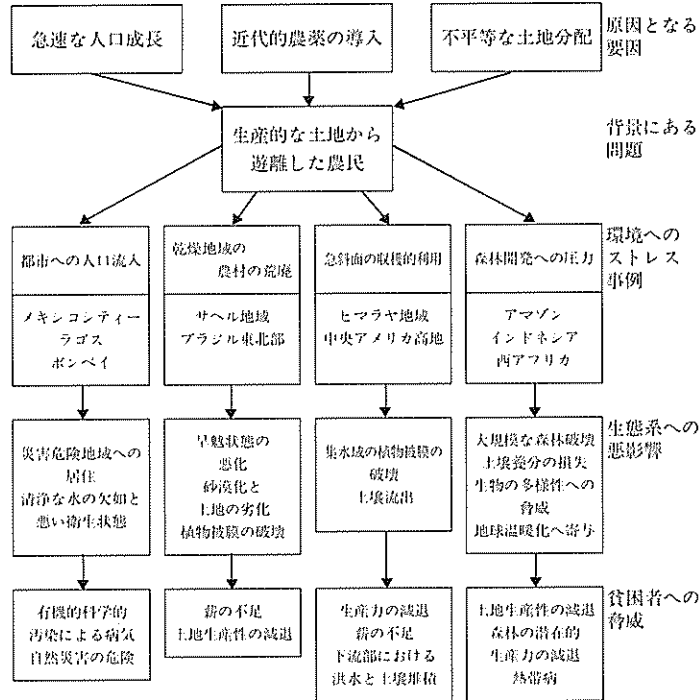 急速な人口成長
近代的農薬の導入
不平等な土地分配
原因となる
要因
生産的な土地から
遊離した農民
背景にある
問題
都市への人口流入
乾燥地域の
農村の荒廃
急斜面の収穫的利用
森林開発への圧力
環境への
ストレス
事例
メキシコシティー
ラゴス
ボンベイ
サヘル地域
ブラジル東北部
ヒマラヤ地域
中央アメリカ高地
アマゾン
インドネシア
西アフリカ
災害危険地域への
居住
清浄な水の欠如と
悪い衛生状態
旱魃状態の
悪化
砂漠化と
土地の劣化
植物被膜の破壊
集水域の植物被膜の
破壊
土壌流出
大規模な森林破壊
土壌養分の損失
生物の多様性への
脅威
地球温暖化へ寄与
生態系への
悪影響
有機的科学的
汚染による病気
自然災害の危険
薪の不足
土地生産性の減退
生産力の減退
薪の不足
下流部における
洪水と土壌堆積
土地生産性の減退
森林の潜在的
生産力の減退
熱帯病
貧困者への
脅威